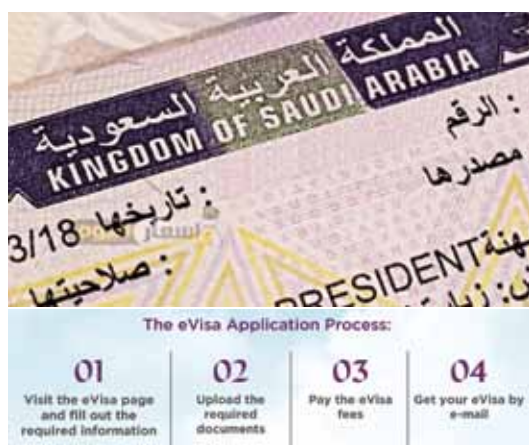 المملكة العربية السعودية
KINGDOM OF SAUDI ARABIA
الرقم :
مصدرها
تاريخها :
3/18
اسعار
صلاحيتها :
PRESIDENT
The eVisa Application Process:
01
Visit the eVisa page
and fill out the
required information
02
Upload the
required
documents
03
Pay the eVisa
fees
04
Get your eVisa by
e-mail